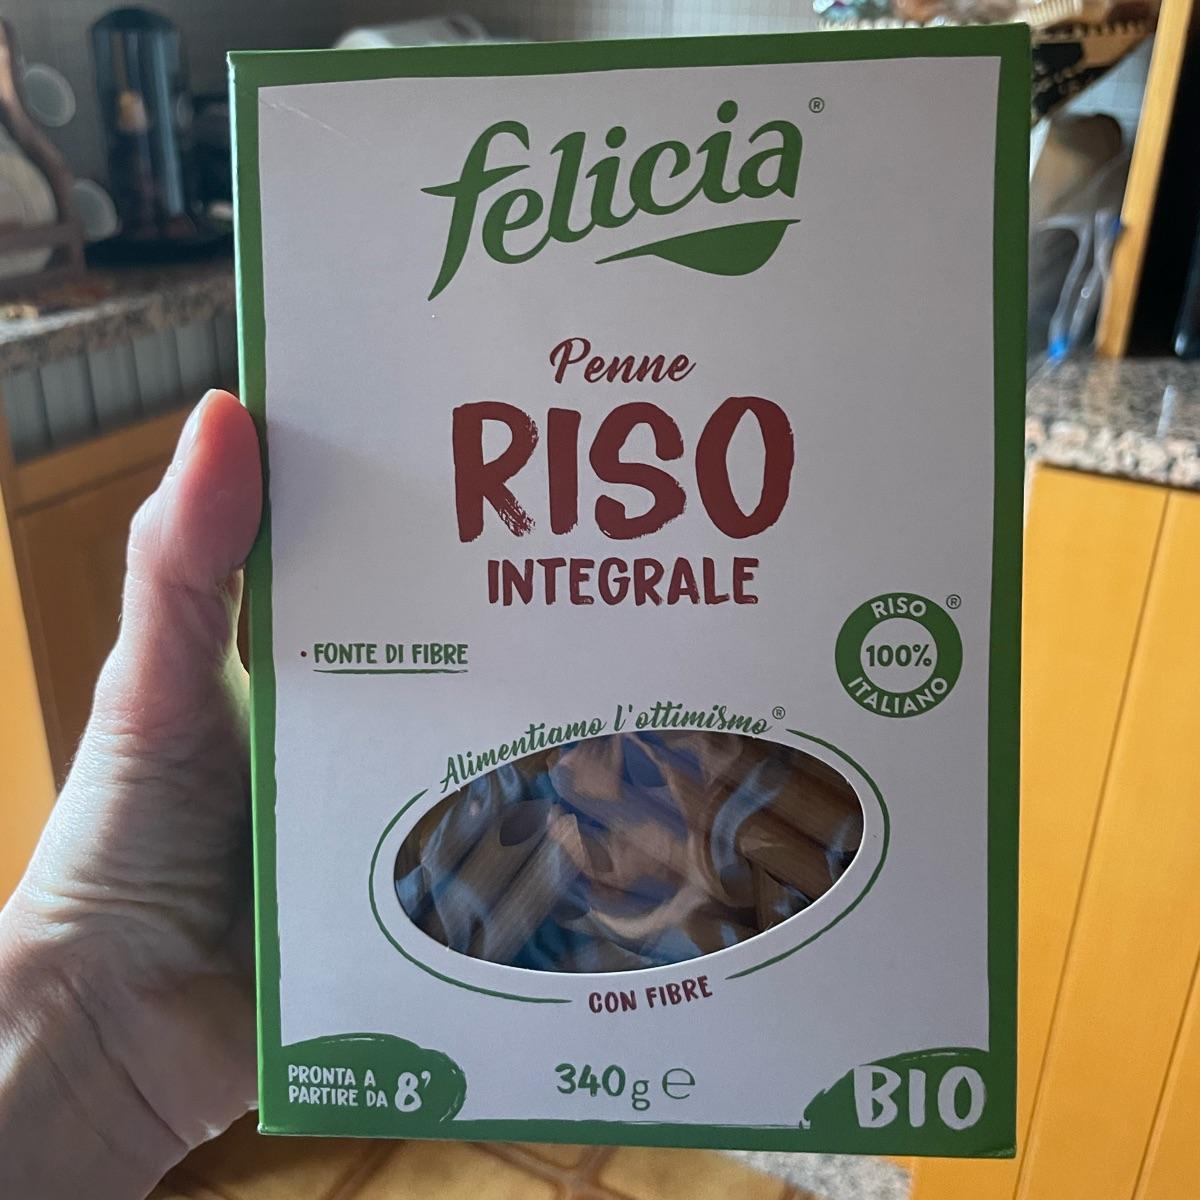 felicia®
Penne
RISO
INTEGRALE
• FONTE DI FIBRE
RISO ®
100%
ITALIANO
Alimentiamo l'ottimismo®
CON FIBRE
PRONTA A
PARTIRE DA 8'
340g ℮
BIO